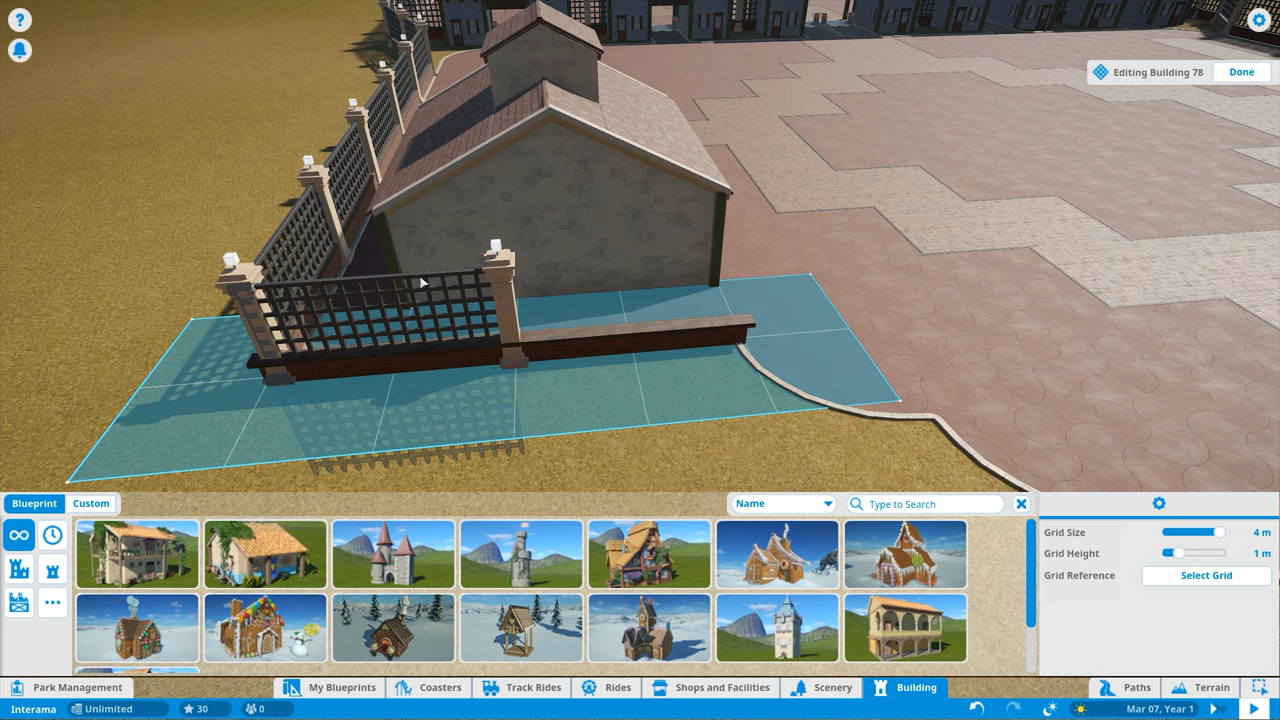 ?
Editing Building 78
Done
Blueprint
Custom
Name
Type to Search
Grid Size
4 m
Grid Height
1 m
Grid Reference
Select Grid
Park Management
My Blueprints
Coasters
Track Rides
Rides
Shops and Facilities
Scenery
Building
Paths
Terrain
Interama
Unlimited
30
0
Mar 07, Year 1